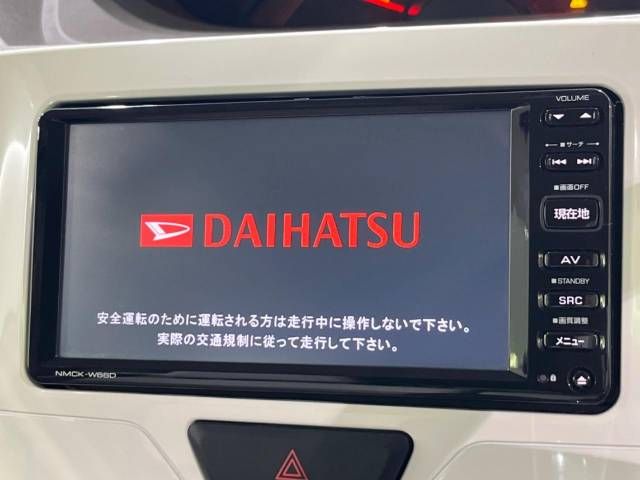 VOLUME
■サーチ
■画面OFF
現在地
DAIHATSU
AV
■STANDBY
SRC
安全運転のために運転される方は走行中に操作しないで下さい。
実際の交通規制に従って走行して下さい。
■画質調整
メニュー
NMCK-W66D